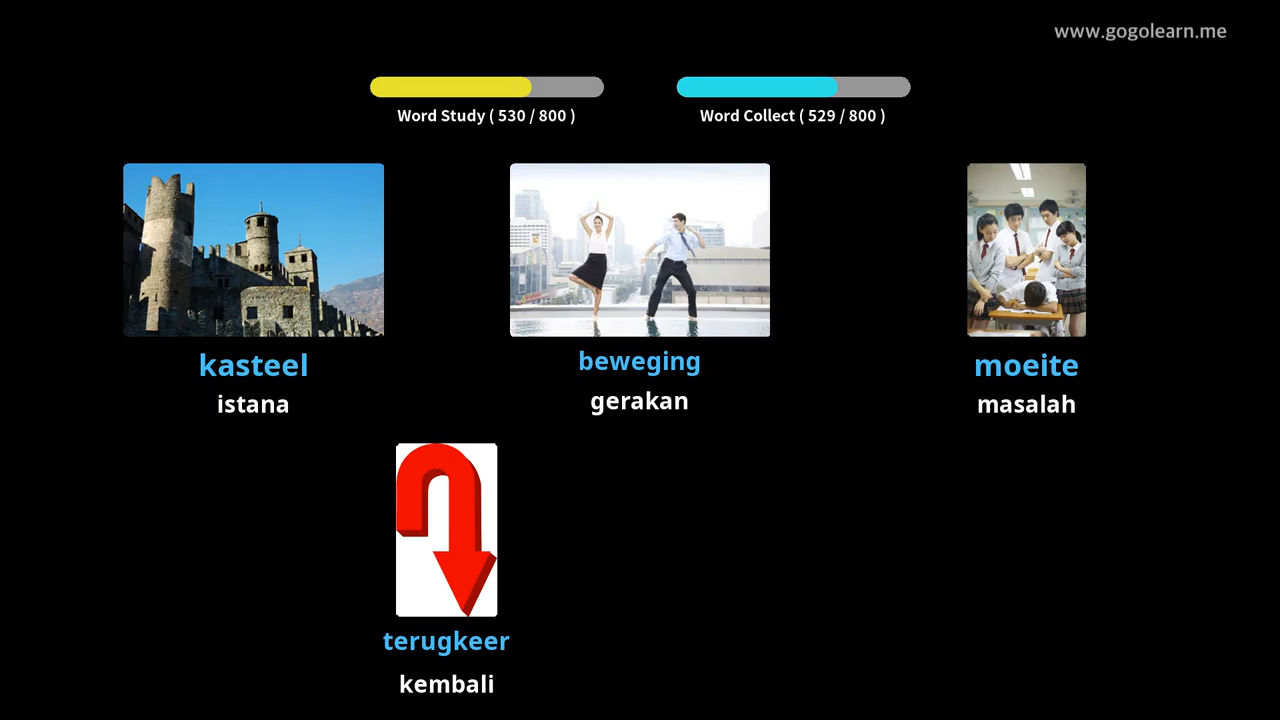 www.gogolearn.me
Word Study ( 530 / 800 )
Word Collect ( 529 / 800 )
kasteel
istana
beweging
gerakan
moeite
masalah
terugkeer
kembali